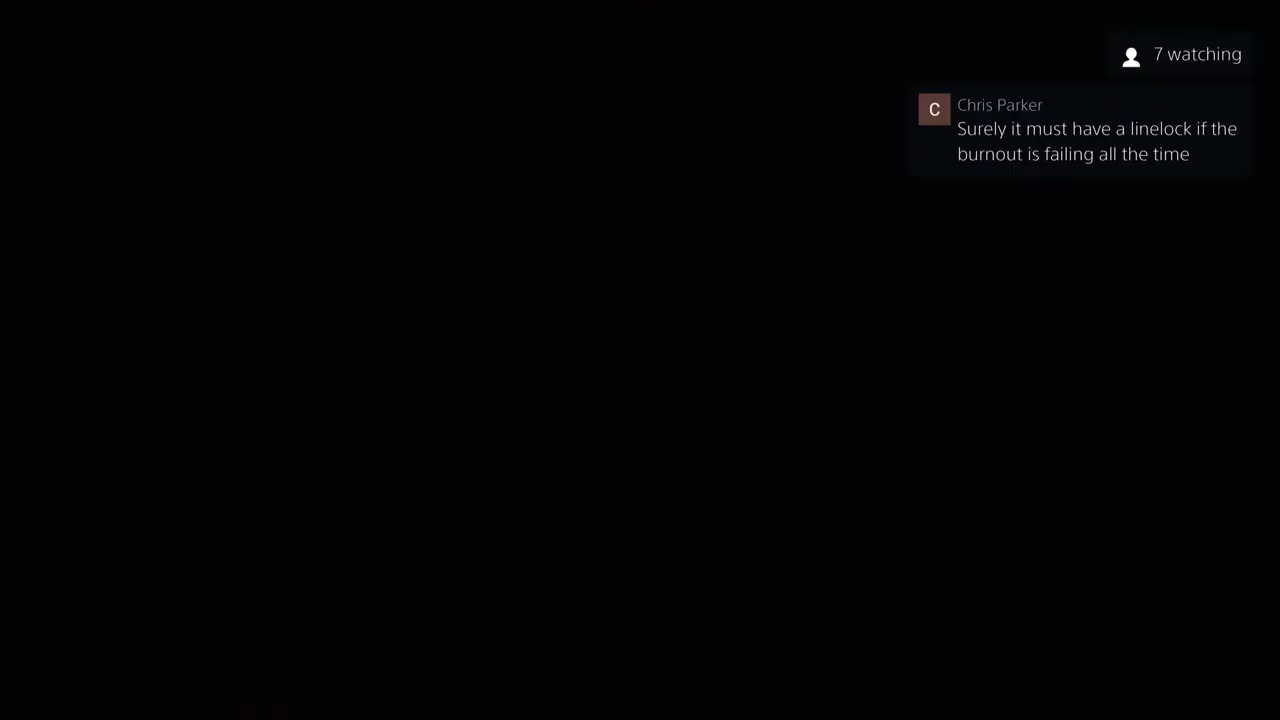 7 watching
C
Chris Parker
Surely it must have a linelock if the
burnout is failing all the time